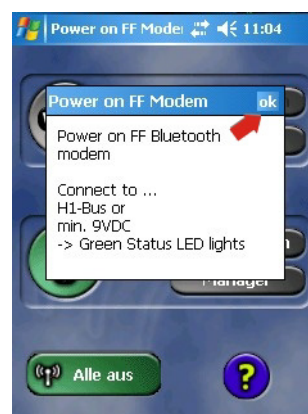 Power on FF Mode 11:04
Power on FF Modem ok
Power on FF Bluetooth
modem
Connect to ...
H1-Bus or
min. 9VDC
-> Green Status LED lights
Manager
Alle aus
?